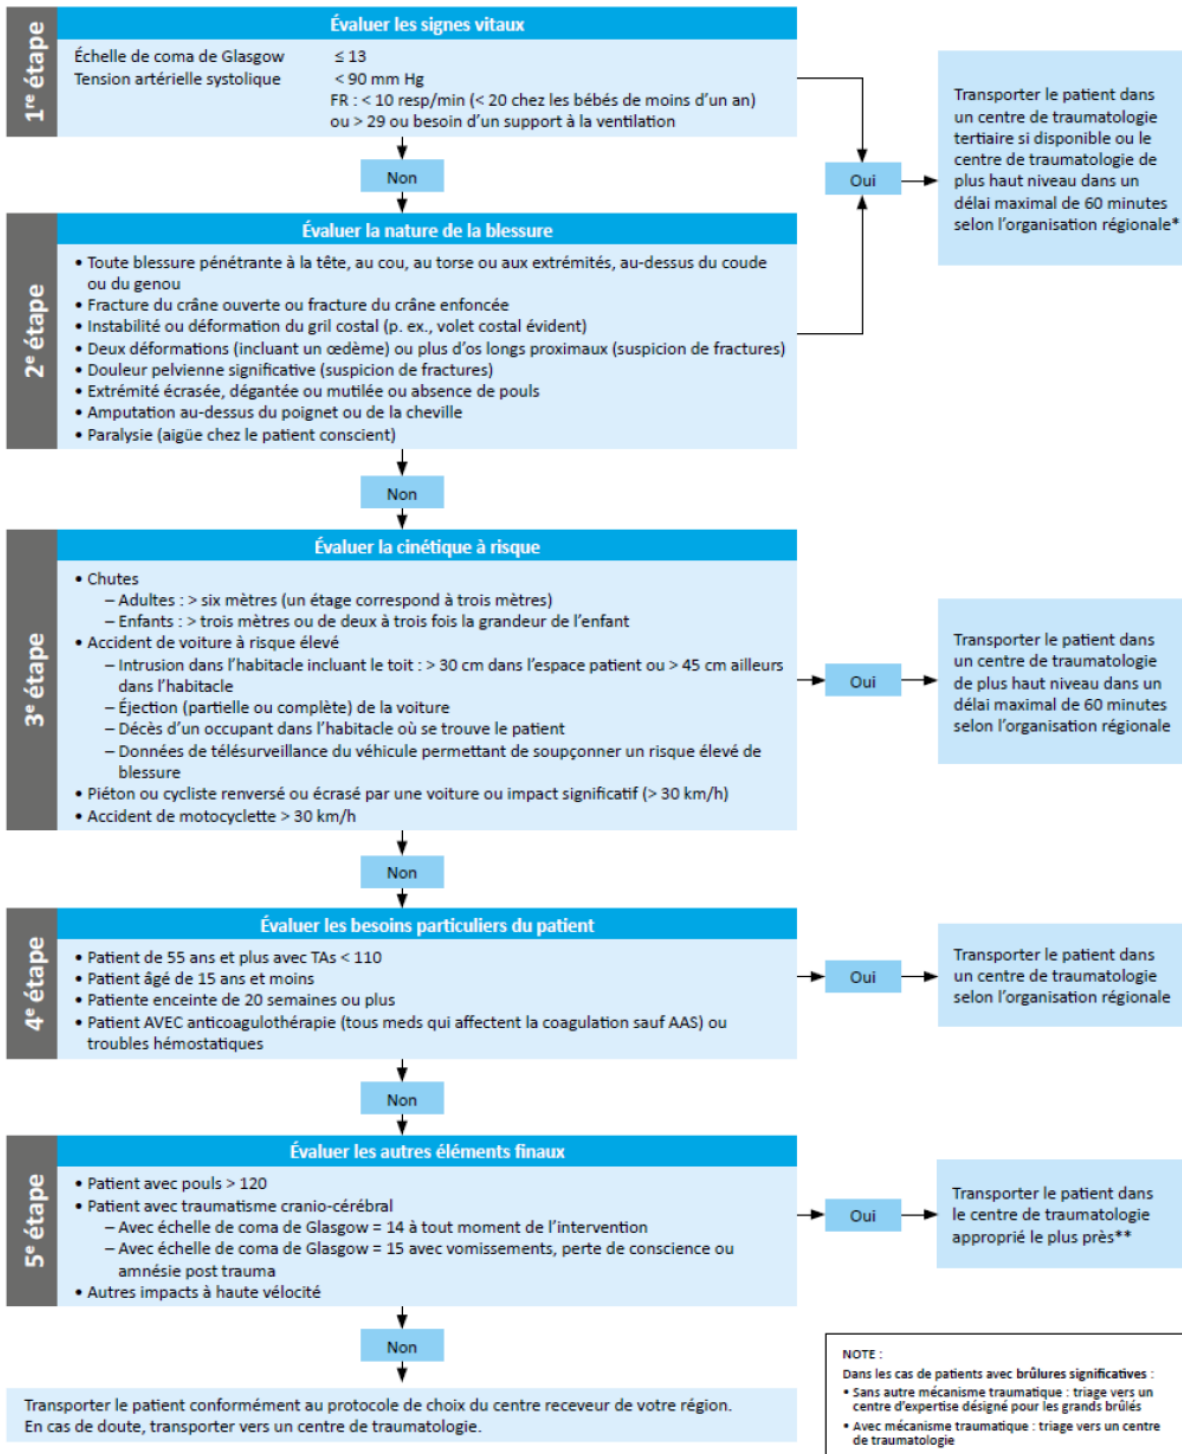 1re étape
Évaluer les signes vitaux
Échelle de coma de Glasgow ≤ 13
Tension artérielle systolique < 90 mm Hg
FR : < 10 resp/min (< 20 chez les bébés de moins d'un an)
ou > 29 ou besoin d'un support à la ventilation
Oui
Transporter le patient dans
un centre de traumatologie
tertiaire si disponible ou le
centre de traumatologie de
plus haut niveau dans un
délai maximal de 60 minutes
selon l'organisation régionale*
Non
2e étape
Évaluer la nature de la blessure
• Toute blessure pénétrante à la tête, au cou, au torse ou aux extrémités, au-dessus du coude
ou du genou
• Fracture du crâne ouverte ou fracture du crâne enfoncée
• Instabilité ou déformation du gril costal (p. ex., volet costal évident)
• Deux déformations (incluant un œdème) ou plus d'os longs proximaux (suspicion de fractures)
• Douleur pelvienne significative (suspicion de fractures)
• Extrémité écrasée, dégantée ou mutilée ou absence de pouls
• Amputation au-dessus du poignet ou de la cheville
• Paralysie (aigüe chez le patient conscient)
Non
3e étape
Évaluer la cinétique à risque
• Chutes
– Adultes : > six mètres (un étage correspond à trois mètres)
– Enfants : > trois mètres ou de deux à trois fois la grandeur de l'enfant
• Accident de voiture à risque élevé
– Intrusion dans l'habitacle incluant le toit : > 30 cm dans l'espace patient ou > 45 cm ailleurs
dans l'habitacle
– Éjection (partielle ou complète) de la voiture
– Décès d'un occupant dans l'habitacle où se trouve le patient
– Données de télésurveillance du véhicule permettant de soupçonner un risque élevé de
blessure
• Piéton ou cycliste renversé ou écrasé par une voiture ou impact significatif (> 30 km/h)
• Accident de motocyclette > 30 km/h
Oui
Transporter le patient dans
un centre de traumatologie
de plus haut niveau dans un
délai maximal de 60 minutes
selon l'organisation régionale
Non
4e étape
Évaluer les besoins particuliers du patient
• Patient de 55 ans et plus avec TAs < 110
• Patient âgé de 15 ans et moins
• Patiente enceinte de 20 semaines ou plus
• Patient AVEC anticoagulothérapie (tous meds qui affectent la coagulation sauf AAS) ou
troubles hémostatiques
Oui
Transporter le patient dans
un centre de traumatologie
selon l'organisation régionale
Non
5e étape
Évaluer les autres éléments finaux
• Patient avec pouls > 120
• Patient avec traumatisme cranio-cérébral
– Avec échelle de coma de Glasgow = 14 à tout moment de l'intervention
– Avec échelle de coma de Glasgow = 15 avec vomissements, perte de conscience ou
amnésie post trauma
• Autres impacts à haute vélocité
Oui
Transporter le patient dans
le centre de traumatologie
approprié le plus près**
Non
Transporter le patient conformément au protocole de choix du centre receveur de votre région.
En cas de doute, transporter vers un centre de traumatologie.
NOTE :
Dans les cas de patients avec brûlures significatives :
• Sans autre mécanisme traumatique : triage vers un
centre d'expertise désigné pour les grands brûlés
• Avec mécanisme traumatique : triage vers un centre
de traumatologie